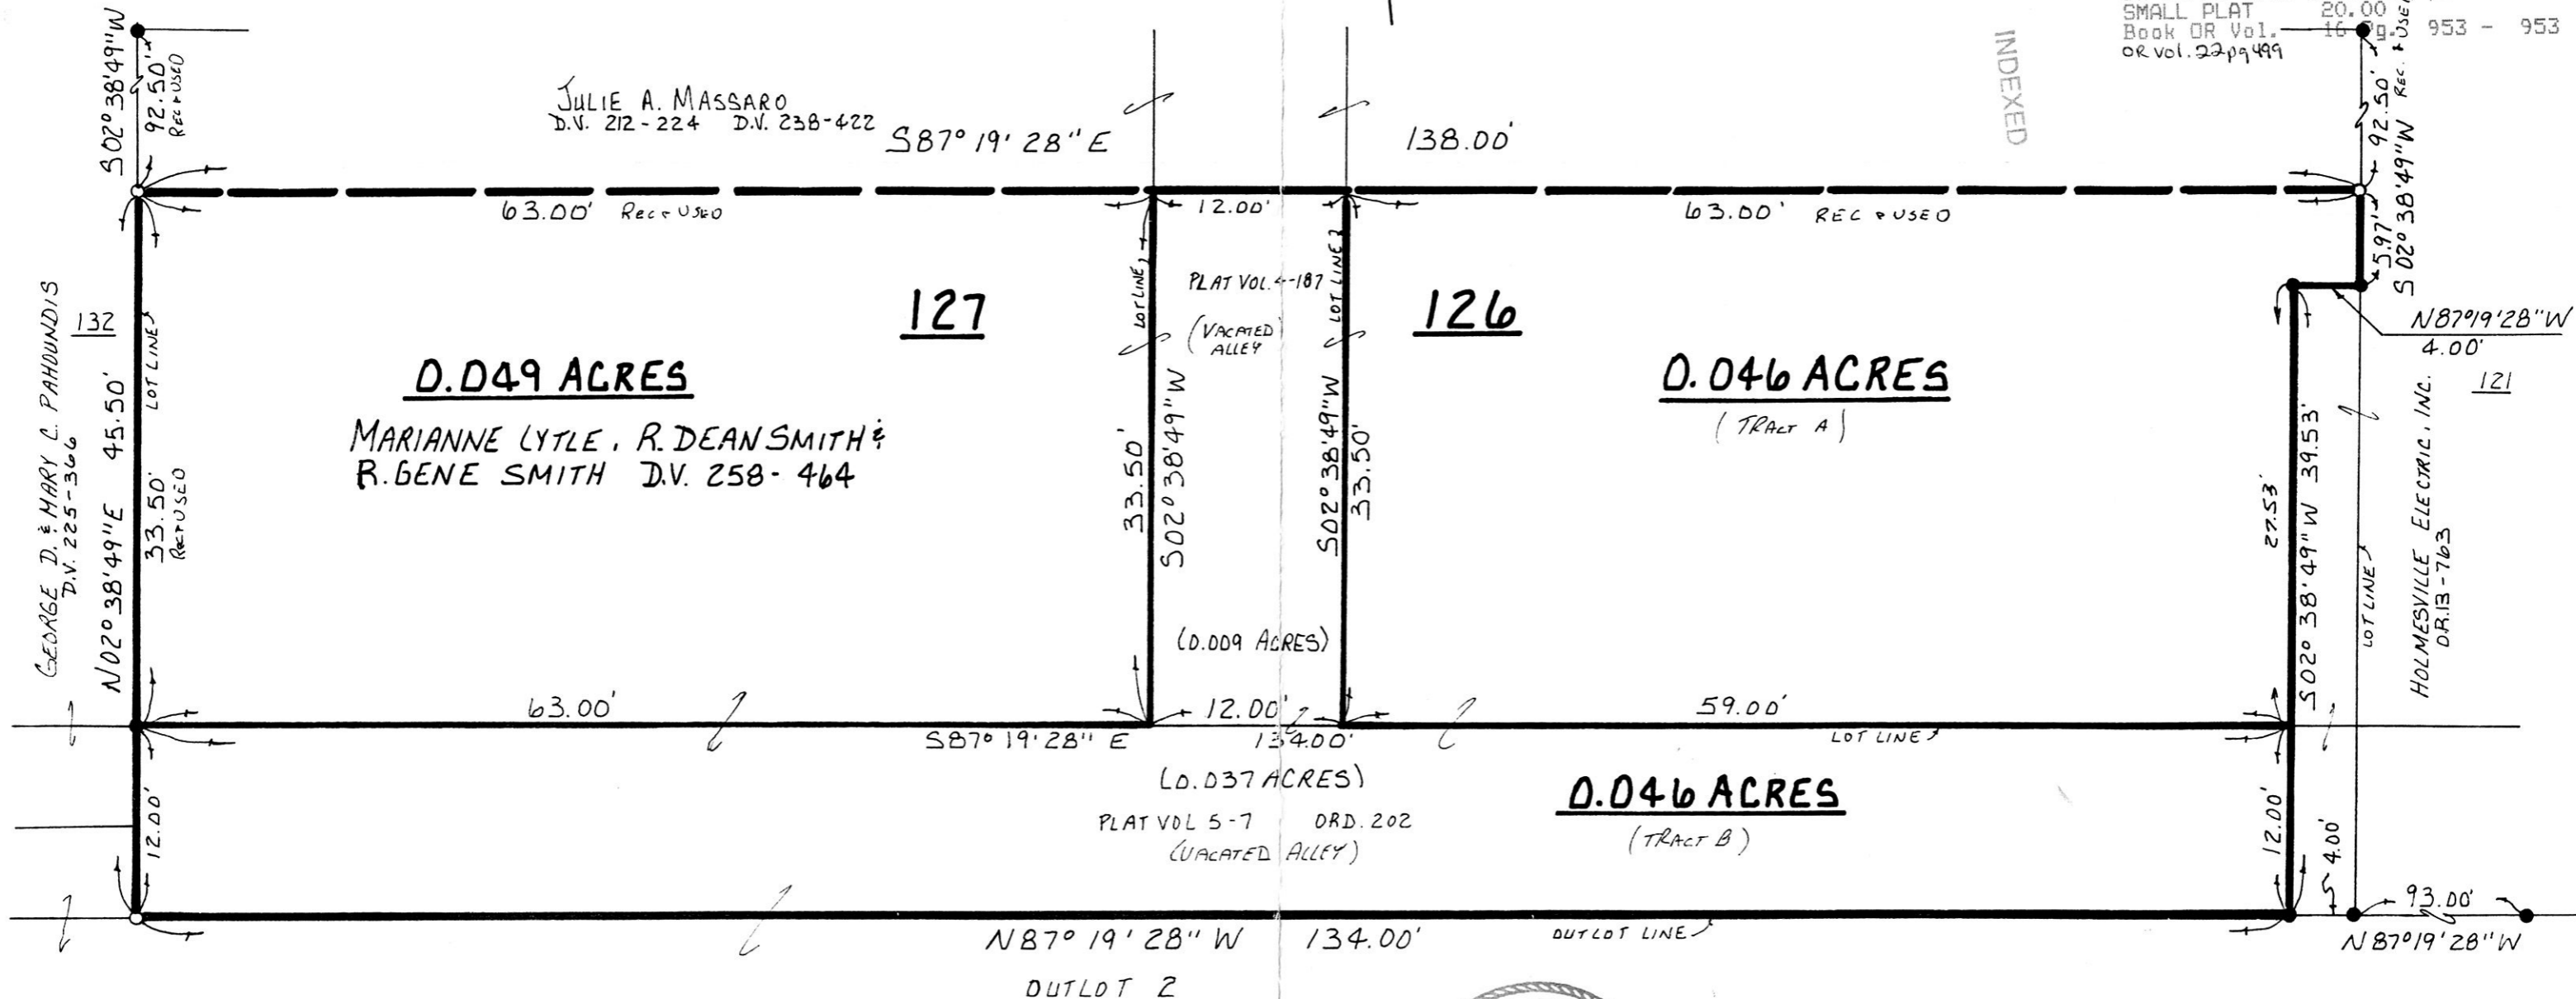 SMALL PLAT 20.00
Book OR Vol. 16 Pg. 953 - 953
OR Vol. 22 pg 499
INDEXED
S02° 38' 49" W
92.50'
REC & USED
JULIE A. MASSARO
D.V. 212-224 D.V. 238-422
S87° 19' 28" E 138.00'
92.50'
S 02° 38' 49" W REC. & USED
5.97'
63.00' REC & USED
12.00'
63.00' REC & USED
GEORGE D. & MARY C. PAHOUNDIS
D.V. 225-366
132
N02° 38' 49" E 45.50'
LOT LINE
33.50'
REC & USED
127
0.049 ACRES
MARIANNE LYTLE, R. DEAN SMITH &
R. GENE SMITH D.V. 258-464
LOT LINE
33.50'
S02° 38' 49" W
PLAT VOL. 4-187
(VACATED
ALLEY
(0.009 ACRES)
LOT LINE
S02° 38' 49" W
33.50'
126
0.046 ACRES
(TRACT A)
27.53'
S02° 38' 49" W 39.53'
N87° 19' 28" W
4.00'
121
HOLMESVILLE ELECTRIC, INC.
O.R. 13-763
LOT LINE
63.00'
12.00'
59.00'
S87° 19' 28" E 134.00'
LOT LINE
(0.037 ACRES)
PLAT VOL 5-7 ORD. 202
(VACATED ALLEY)
0.046 ACRES
(TRACT B)
12.00'
12.00'
4.00'
93.00'
N87° 19' 28" W 134.00'
OUTLOT LINE
N87° 19' 28" W
OUTLOT 2